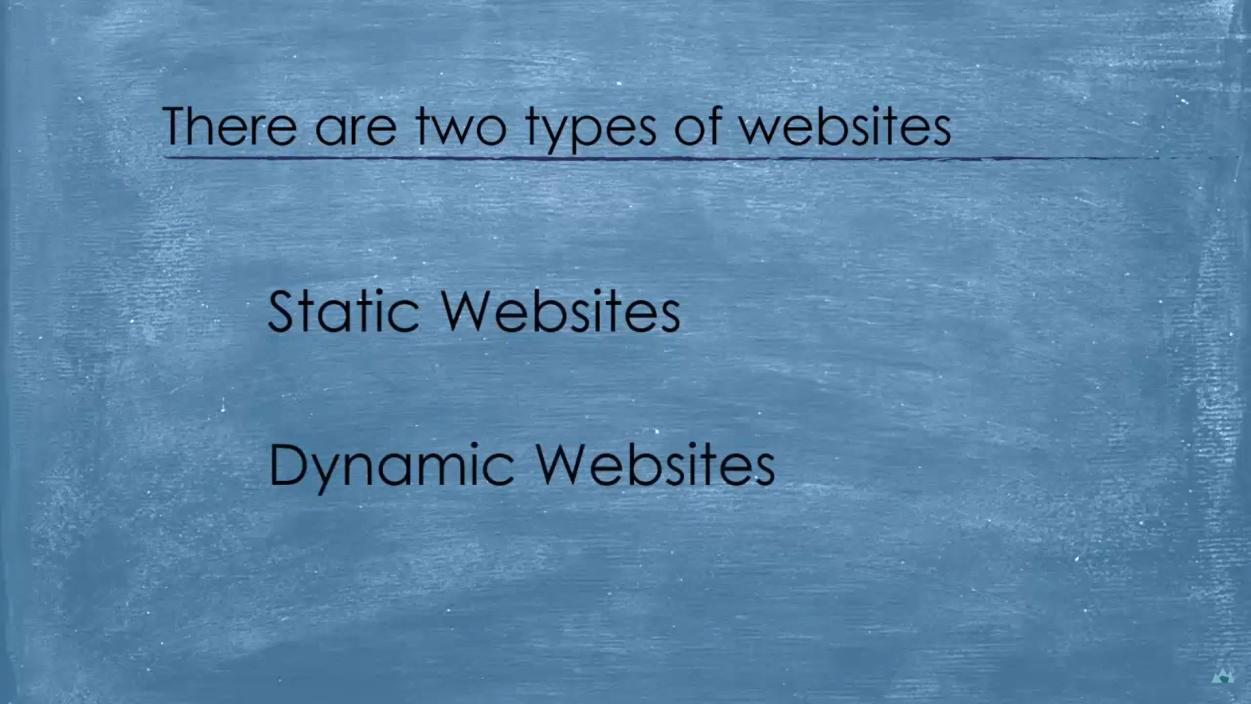 There are two types of websites
Static Websites
Dynamic Websites